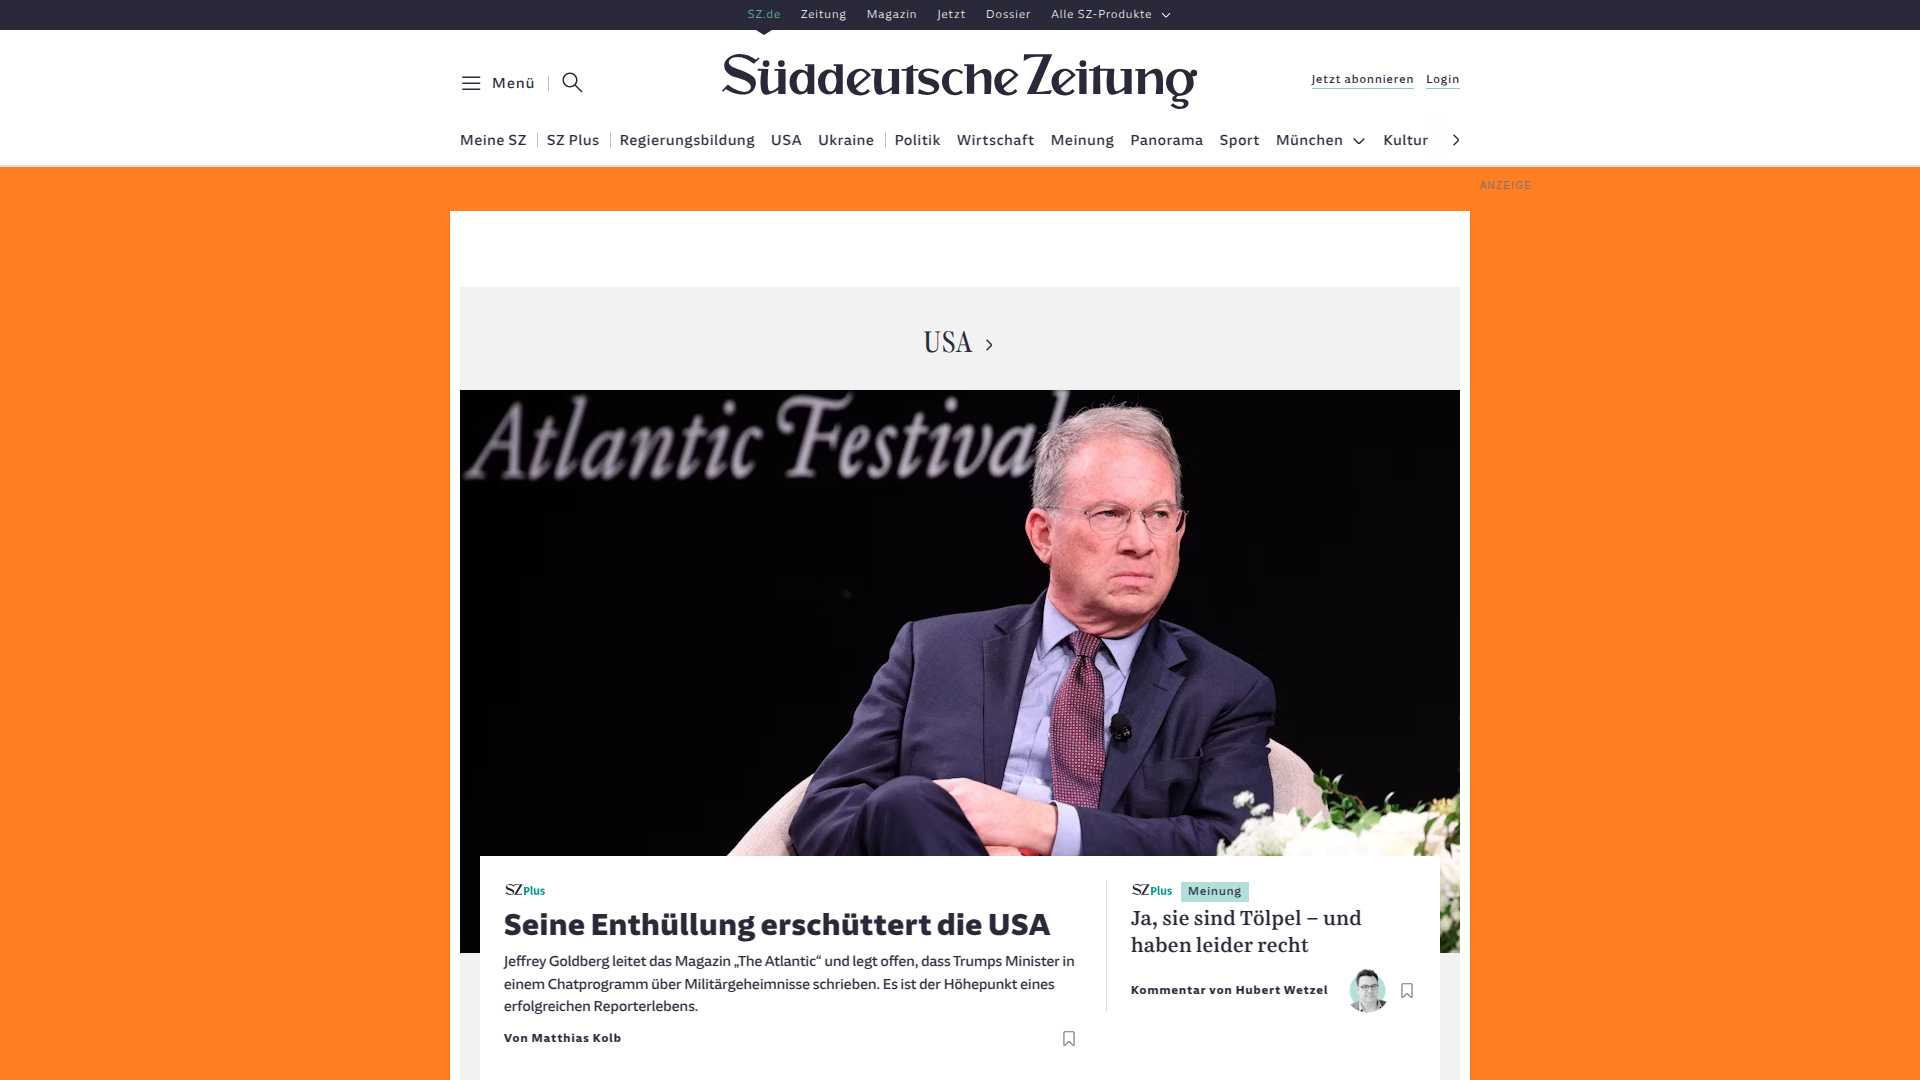 SZ.de Zeitung Magazin Jetzt Dossier Alle SZ-Produkte
Menü
Süddeutsche Zeitung
Jetzt abonnieren Login
Meine SZ SZ Plus Regierungsbildung USA Ukraine Politik Wirtschaft Meinung Panorama Sport München Kultur
ANZEIGE
USA
Atlantic Festival
SZ Plus
Seine Enthüllung erschüttert die USA
Jeffrey Goldberg leitet das Magazin „The Atlantic“ und legt offen, dass Trumps Minister in
einem Chatprogramm über Militärgeheimnisse schrieben. Es ist der Höhepunkt eines
erfolgreichen Reporterlebens.
Von Matthias Kolb
SZ Plus Meinung
Ja, sie sind Tölpel – und
haben leider recht
Kommentar von Hubert Wetzel